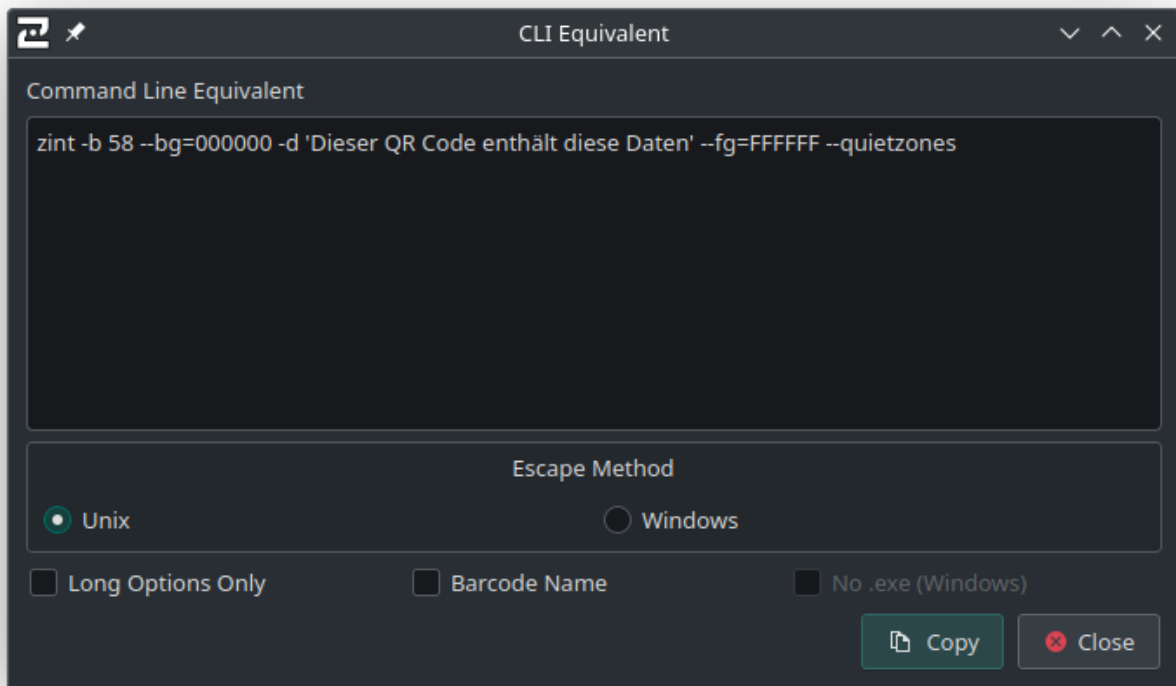 CLI Equivalent
Command Line Equivalent
zint -b 58 --bg=000000 -d 'Dieser QR Code enthält diese Daten' --fg=FFFFFF --quietzones
Escape Method
Unix
Windows
Long Options Only
Barcode Name
No .exe (Windows)
Copy
Close